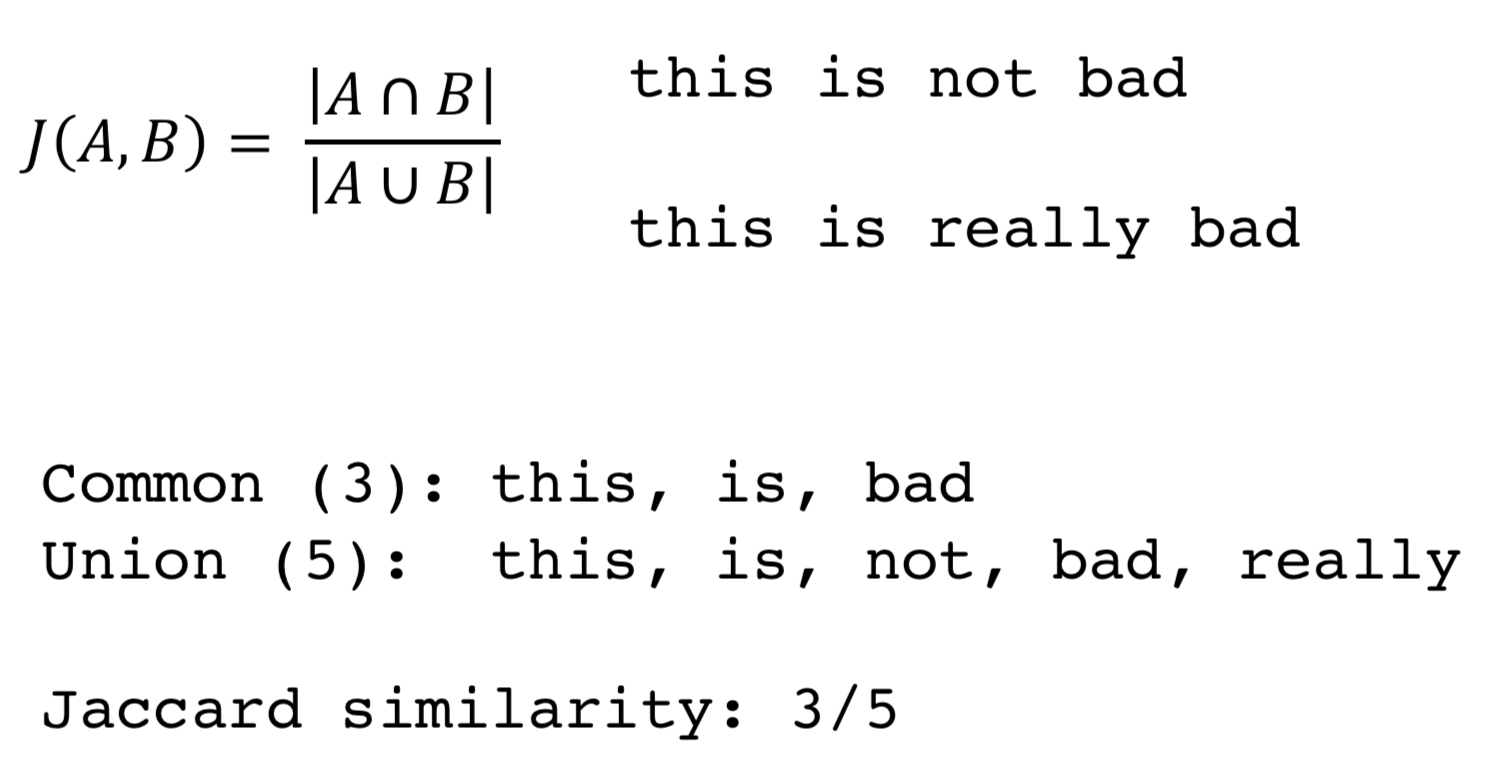 J(A, B) = |A ∩ B| / |A ∪ B|
this is not bad
this is really bad
Common (3): this, is, bad
Union (5): this, is, not, bad, really
Jaccard similarity: 3/5